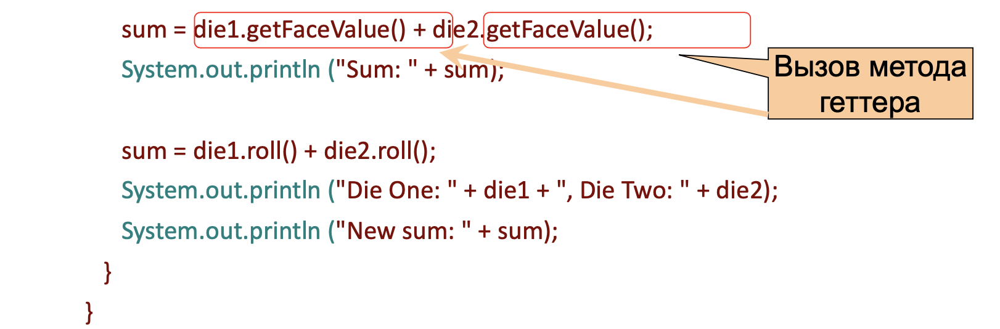 sum = die1.getFaceValue() + die2.getFaceValue();
System.out.println ("Sum: " + sum);
Вызов метода
геттера
sum = die1.roll() + die2.roll();
System.out.println ("Die One: " + die1 + ", Die Two: " + die2);
System.out.println ("New sum: " + sum);
}
}